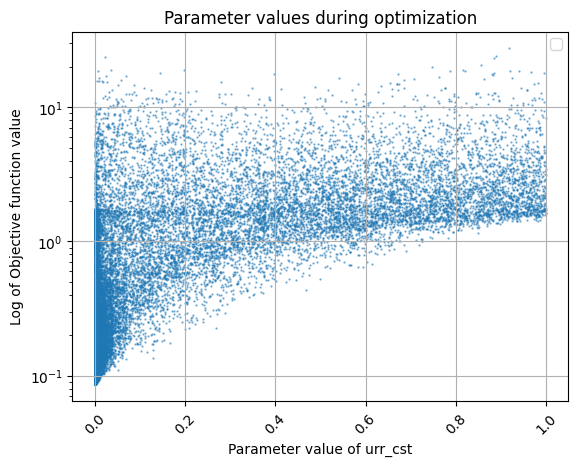 Parameter values during optimization
Log of Objective function value
10¹
10⁰
10⁻¹
0.0 0.2 0.4 0.6 0.8 1.0
Parameter value of urr_cst